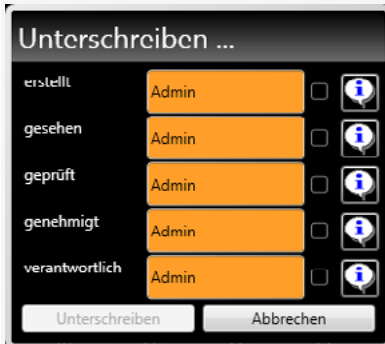 Unterschreiben ...
erstellt Admin
gesehen Admin
geprüft Admin
genehmigt Admin
verantwortlich Admin
Unterschreiben Abbrechen